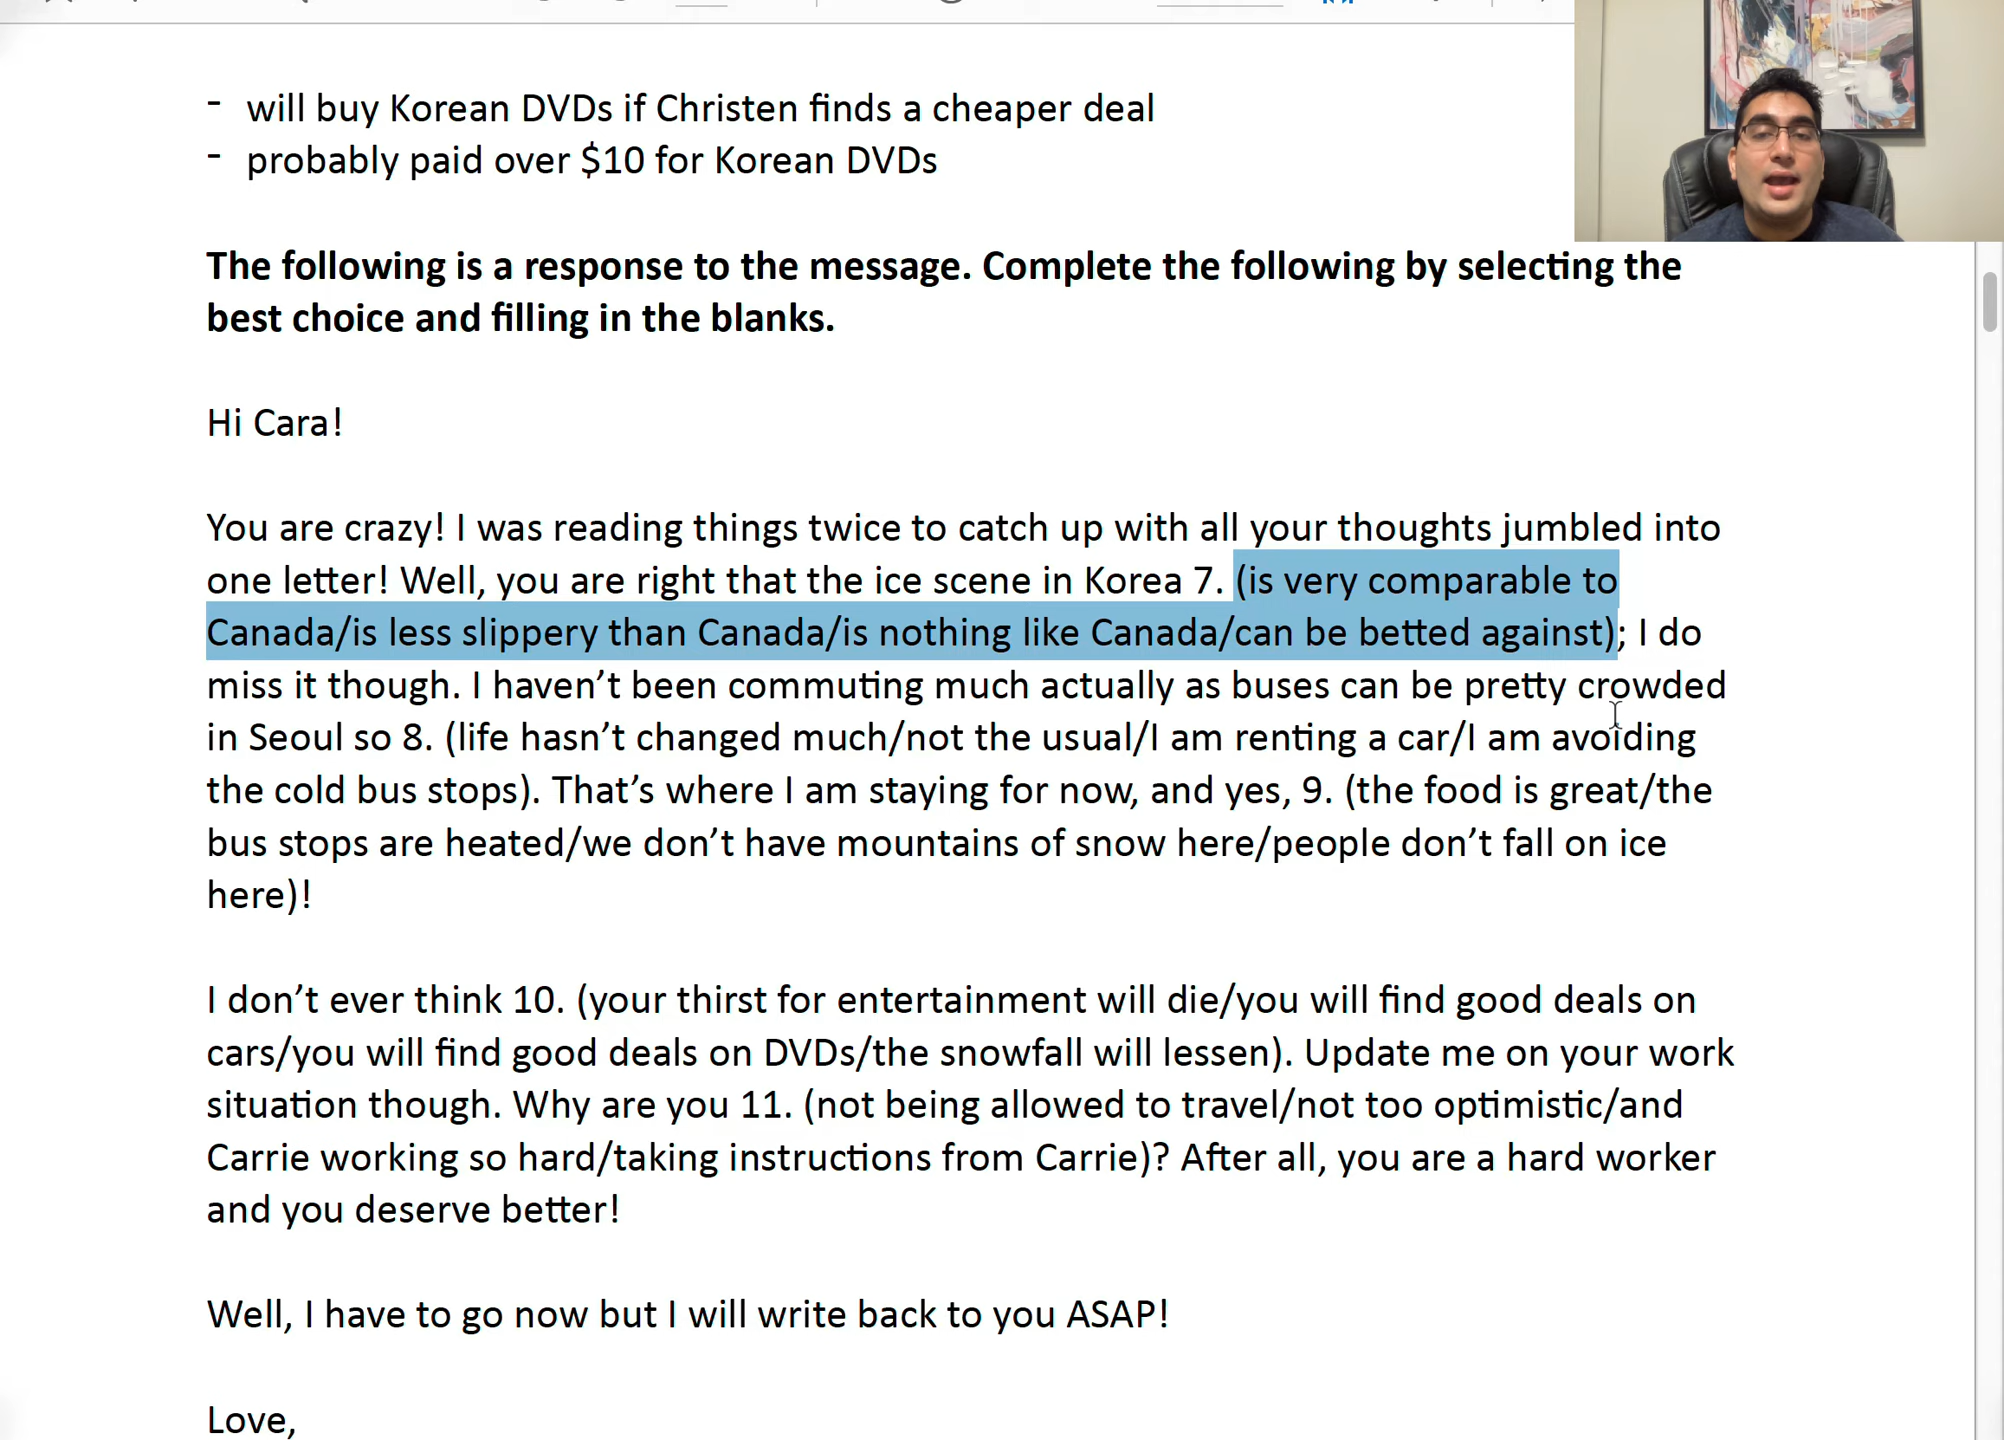 - will buy Korean DVDs if Christen finds a cheaper deal
- probably paid over $10 for Korean DVDs
The following is a response to the message. Complete the following by selecting the
best choice and filling in the blanks.
Hi Cara!
You are crazy! I was reading things twice to catch up with all your thoughts jumbled into
one letter! Well, you are right that the ice scene in Korea 7. (is very comparable to
Canada/is less slippery than Canada/is nothing like Canada/can be betted against); I do
miss it though. I haven’t been commuting much actually as buses can be pretty crowded
in Seoul so 8. (life hasn’t changed much/not the usual/I am renting a car/I am avoiding
the cold bus stops). That’s where I am staying for now, and yes, 9. (the food is great/the
bus stops are heated/we don’t have mountains of snow here/people don’t fall on ice
here)!
I don’t ever think 10. (your thirst for entertainment will die/you will find good deals on
cars/you will find good deals on DVDs/the snowfall will lessen). Update me on your work
situation though. Why are you 11. (not being allowed to travel/not too optimistic/and
Carrie working so hard/taking instructions from Carrie)? After all, you are a hard worker
and you deserve better!
Well, I have to go now but I will write back to you ASAP!
Love,